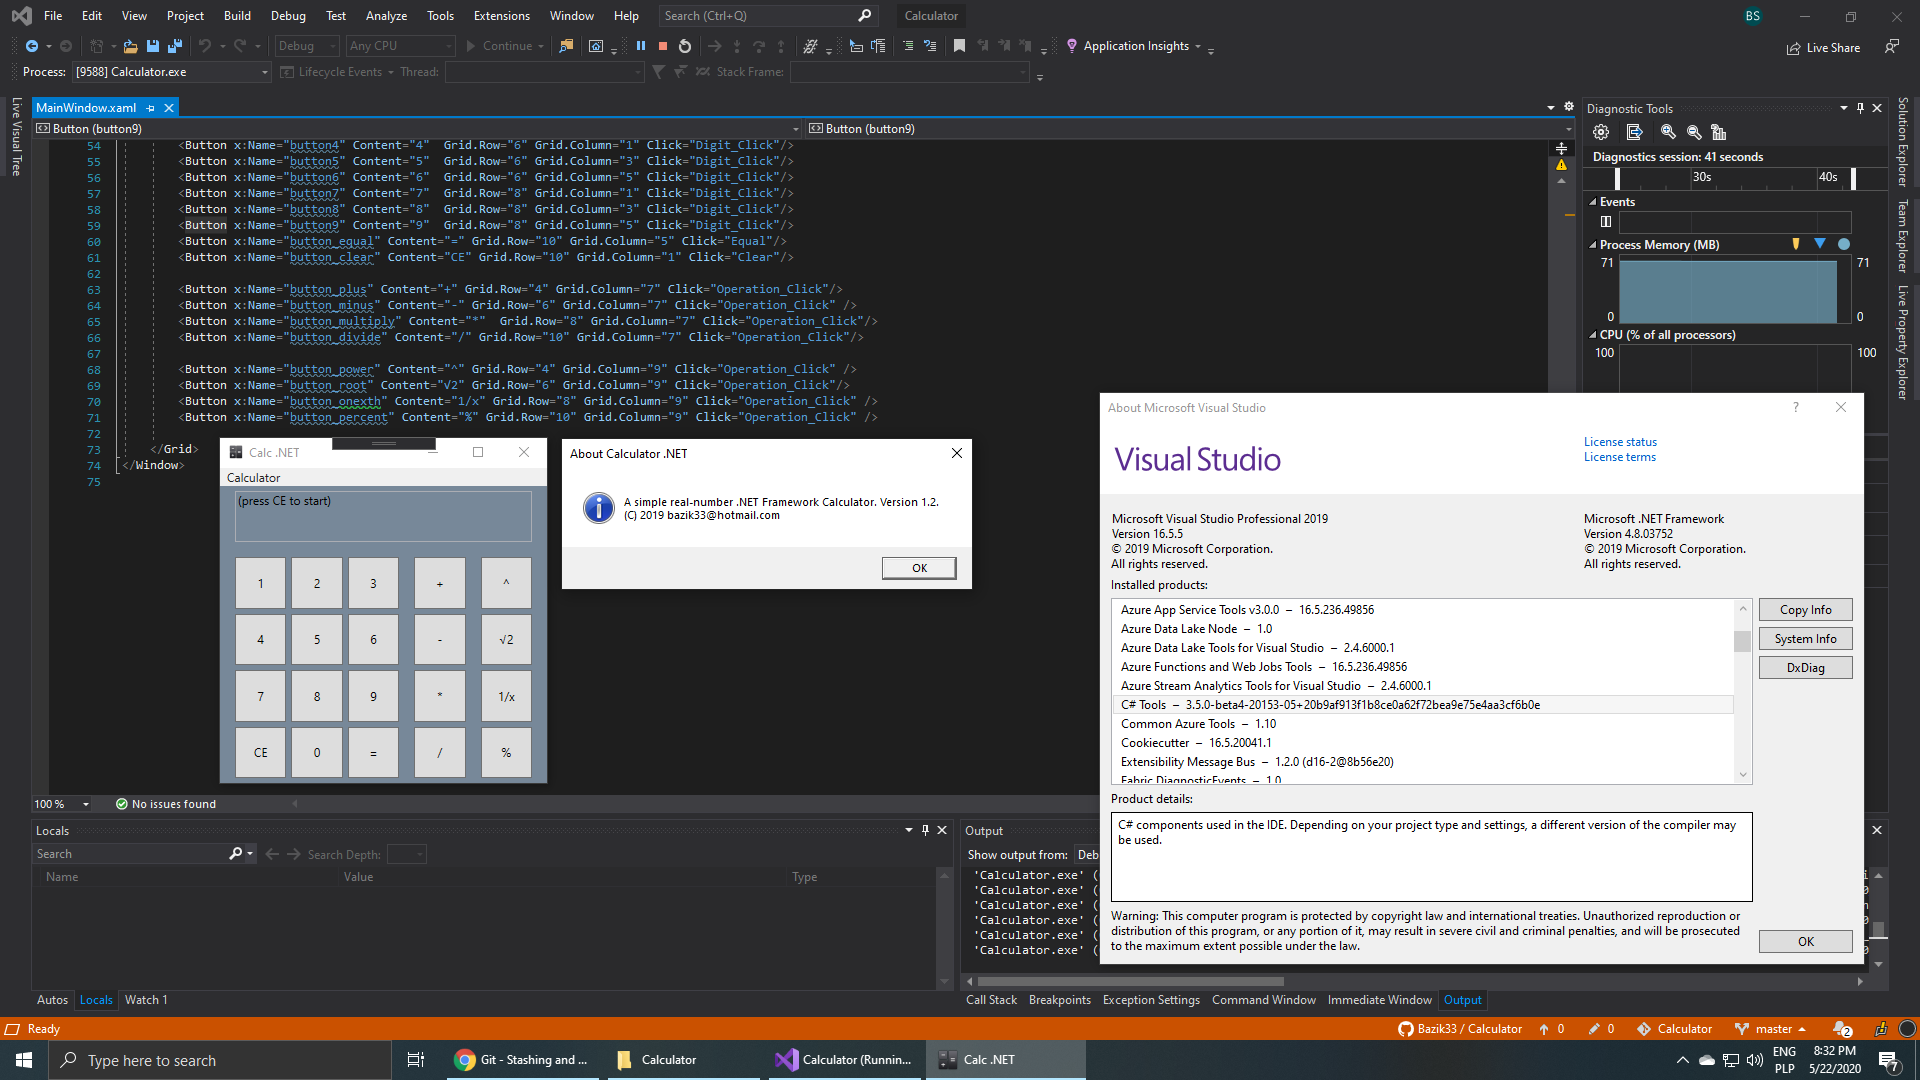 File Edit View Project Build Debug Test Analyze Tools Extensions Window Help Search (Ctrl+Q) Calculator BS
Debug Any CPU Continue Application Insights Live Share
Process: [9588] Calculator.exe Lifecycle Events Thread: Stack Frame:
Live Visual Tree
MainWindow.xaml
Button (button9) Button (button9)
54 <Button x:Name="button4" Content="4" Grid.Row="6" Grid.Column="1" Click="Digit_Click"/>
55 <Button x:Name="button5" Content="5" Grid.Row="6" Grid.Column="3" Click="Digit_Click"/>
56 <Button x:Name="button6" Content="6" Grid.Row="6" Grid.Column="5" Click="Digit_Click"/>
57 <Button x:Name="button7" Content="7" Grid.Row="8" Grid.Column="1" Click="Digit_Click"/>
58 <Button x:Name="button8" Content="8" Grid.Row="8" Grid.Column="3" Click="Digit_Click"/>
59 <Button x:Name="button9" Content="9" Grid.Row="8" Grid.Column="5" Click="Digit_Click"/>
60 <Button x:Name="button_equal" Content="=" Grid.Row="10" Grid.Column="5" Click="Equal"/>
61 <Button x:Name="button_clear" Content="CE" Grid.Row="10" Grid.Column="1" Click="Clear"/>
62
63 <Button x:Name="button_plus" Content="+" Grid.Row="4" Grid.Column="7" Click="Operation_Click"/>
64 <Button x:Name="button_minus" Content="-" Grid.Row="6" Grid.Column="7" Click="Operation_Click" />
65 <Button x:Name="button_multiply" Content="*" Grid.Row="8" Grid.Column="7" Click="Operation_Click"/>
66 <Button x:Name="button_divide" Content="/" Grid.Row="10" Grid.Column="7" Click="Operation_Click"/>
67
68 <Button x:Name="button_power" Content="^" Grid.Row="4" Grid.Column="9" Click="Operation_Click" />
69 <Button x:Name="button_root" Content="√2" Grid.Row="6" Grid.Column="9" Click="Operation_Click"/>
70 <Button x:Name="button_onexth" Content="1/x" Grid.Row="8" Grid.Column="9" Click="Operation_Click" />
71 <Button x:Name="button_percent" Content="%" Grid.Row="10" Grid.Column="9" Click="Operation_Click" />
72
73 </Grid>
74 </Window>
75
100 % No issues found
Diagnostic Tools
Diagnostics session: 41 seconds
30s 40s
Events
Process Memory (MB)
71 71
0 0
CPU (% of all processors)
100 100
Solution Explorer
Team Explorer
Live Property Explorer
Calc .NET
Calculator
(press CE to start)
1 2 3 + ^
4 5 6 - √2
7 8 9 * 1/x
CE 0 = / %
About Calculator .NET
A simple real-number .NET Framework Calculator. Version 1.2.
(C) 2019 bazik33@hotmail.com
OK
About Microsoft Visual Studio ?
Visual Studio
License status
License terms
Microsoft Visual Studio Professional 2019
Version 16.5.5
© 2019 Microsoft Corporation.
All rights reserved.
Microsoft .NET Framework
Version 4.8.03752
© 2019 Microsoft Corporation.
All rights reserved.
Installed products:
Azure App Service Tools v3.0.0 – 16.5.236.49856
Azure Data Lake Node – 1.0
Azure Data Lake Tools for Visual Studio – 2.4.6000.1
Azure Functions and Web Jobs Tools – 16.5.236.49856
Azure Stream Analytics Tools for Visual Studio – 2.4.6000.1
C# Tools – 3.5.0-beta4-20153-05+20b9af913f1b8ce0a62f72bea9e75e4aa3cf6b0e
Common Azure Tools – 1.10
Cookiecutter – 16.5.20041.1
Extensibility Message Bus – 1.2.0 (d16-2@8b56e20)
Fabric DiagnosticEvents – 1.0
Copy Info
System Info
DxDiag
Product details:
C# components used in the IDE. Depending on your project type and settings, a different version of the compiler may
be used.
Warning: This computer program is protected by copyright law and international treaties. Unauthorized reproduction or
distribution of this program, or any portion of it, may result in severe civil and criminal penalties, and will be prosecuted
to the maximum extent possible under the law.
OK
Locals
Search Search Depth:
Name Value Type
Autos Locals Watch 1
Output
Show output from: Deb
'Calculator.exe' (
'Calculator.exe' (
'Calculator.exe' (
'Calculator.exe' (
'Calculator.exe' (
'Calculator.exe' (
Call Stack Breakpoints Exception Settings Command Window Immediate Window Output
Ready Bazik33 / Calculator 0 0 Calculator master 2
Type here to search Git - Stashing and ... Calculator Calculator (Runnin... Calc .NET
ENG
PLP
8:32 PM
5/22/2020
7